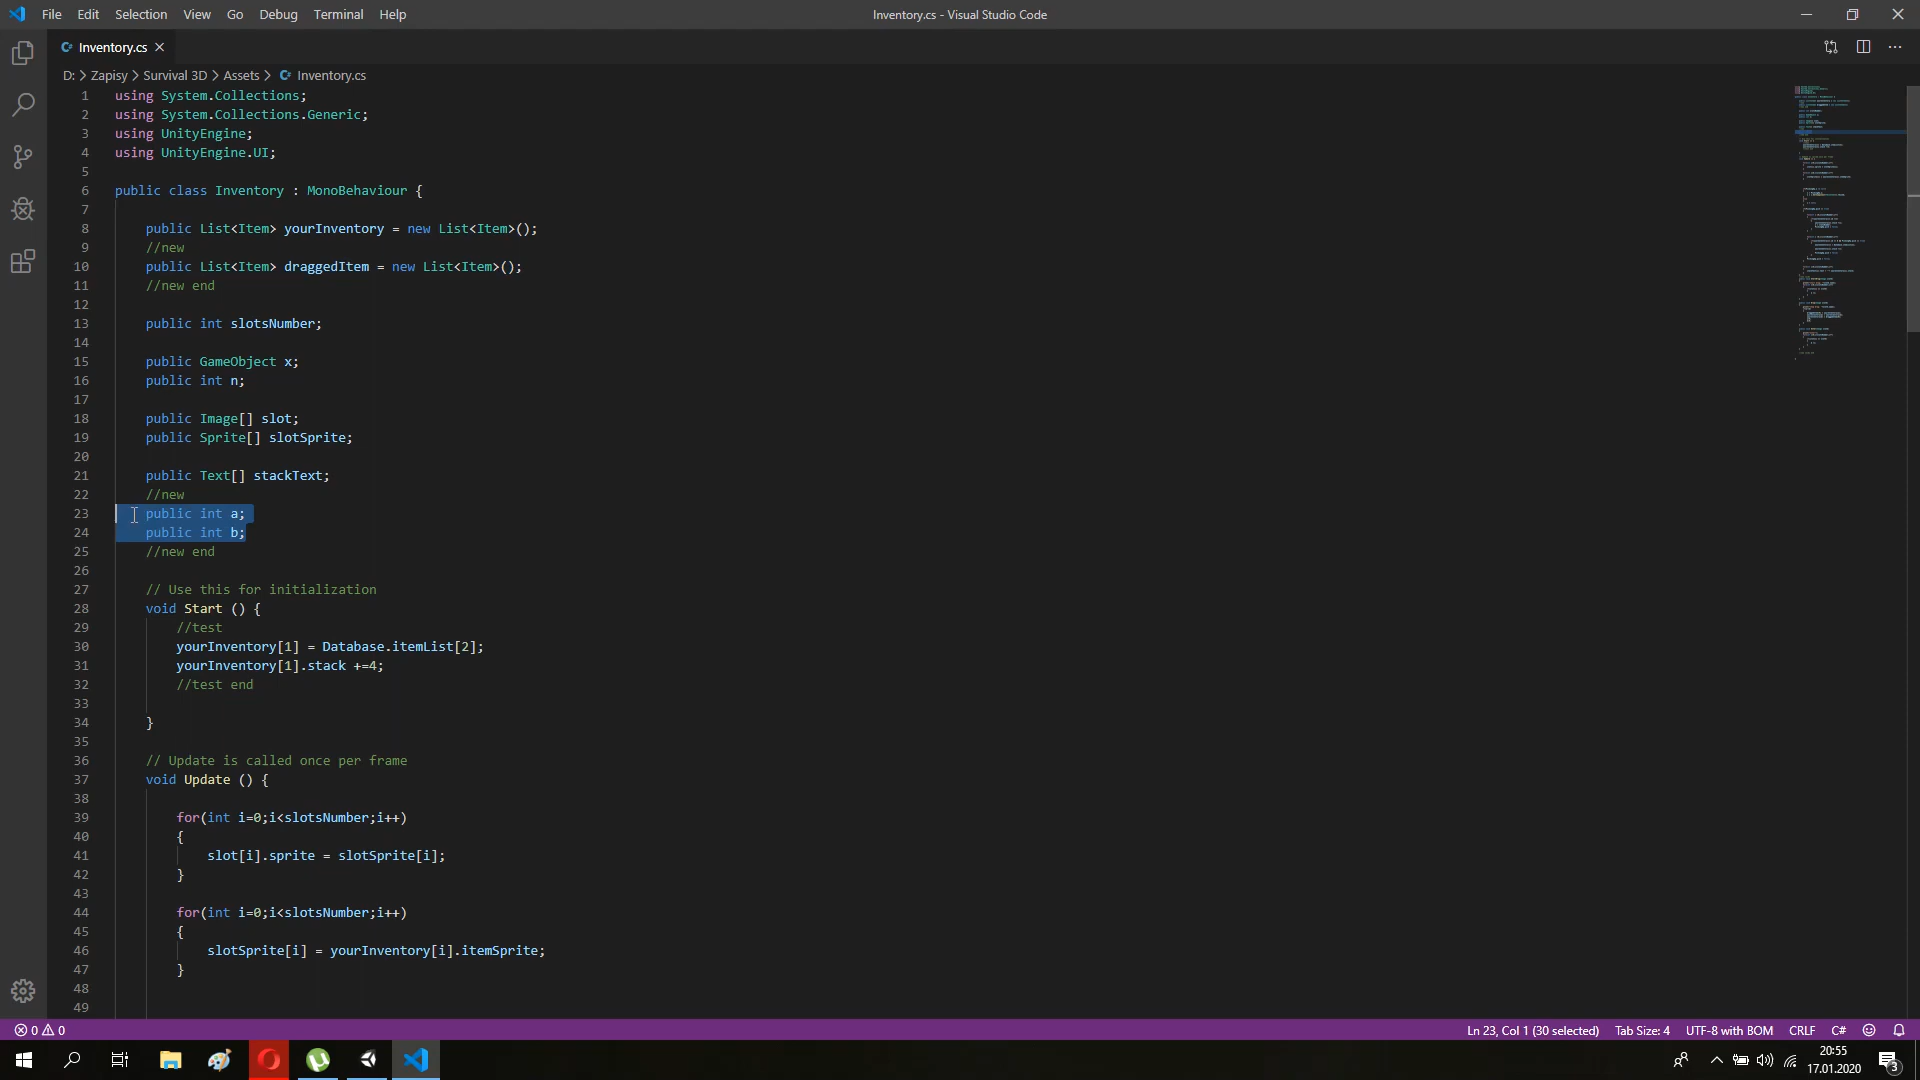 File Edit Selection View Go Debug Terminal Help
Inventory.cs - Visual Studio Code
Inventory.cs
D: > Zapisy > Survival 3D > Assets > Inventory.cs
1 using System.Collections;
2 using System.Collections.Generic;
3 using UnityEngine;
4 using UnityEngine.UI;
5
6 public class Inventory : MonoBehaviour {
7
8 public List<Item> yourInventory = new List<Item>();
9 //new
10 public List<Item> draggedItem = new List<Item>();
11 //new end
12
13 public int slotsNumber;
14
15 public GameObject x;
16 public int n;
17
18 public Image[] slot;
19 public Sprite[] slotSprite;
20
21 public Text[] stackText;
22 //new
23 public int a;
24 public int b;
25 //new end
26
27 // Use this for initialization
28 void Start () {
29 //test
30 yourInventory[1] = Database.itemList[2];
31 yourInventory[1].stack +=4;
32 //test end
33
34 }
35
36 // Update is called once per frame
37 void Update () {
38
39 for(int i=0;i<slotsNumber;i++)
40 {
41 slot[i].sprite = slotSprite[i];
42 }
43
44 for(int i=0;i<slotsNumber;i++)
45 {
46 slotSprite[i] = yourInventory[i].itemSprite;
47 }
48
49
0 0 Ln 23, Col 1 (30 selected) Tab Size: 4 UTF-8 with BOM CRLF C#
20:55
17.01.2020
3